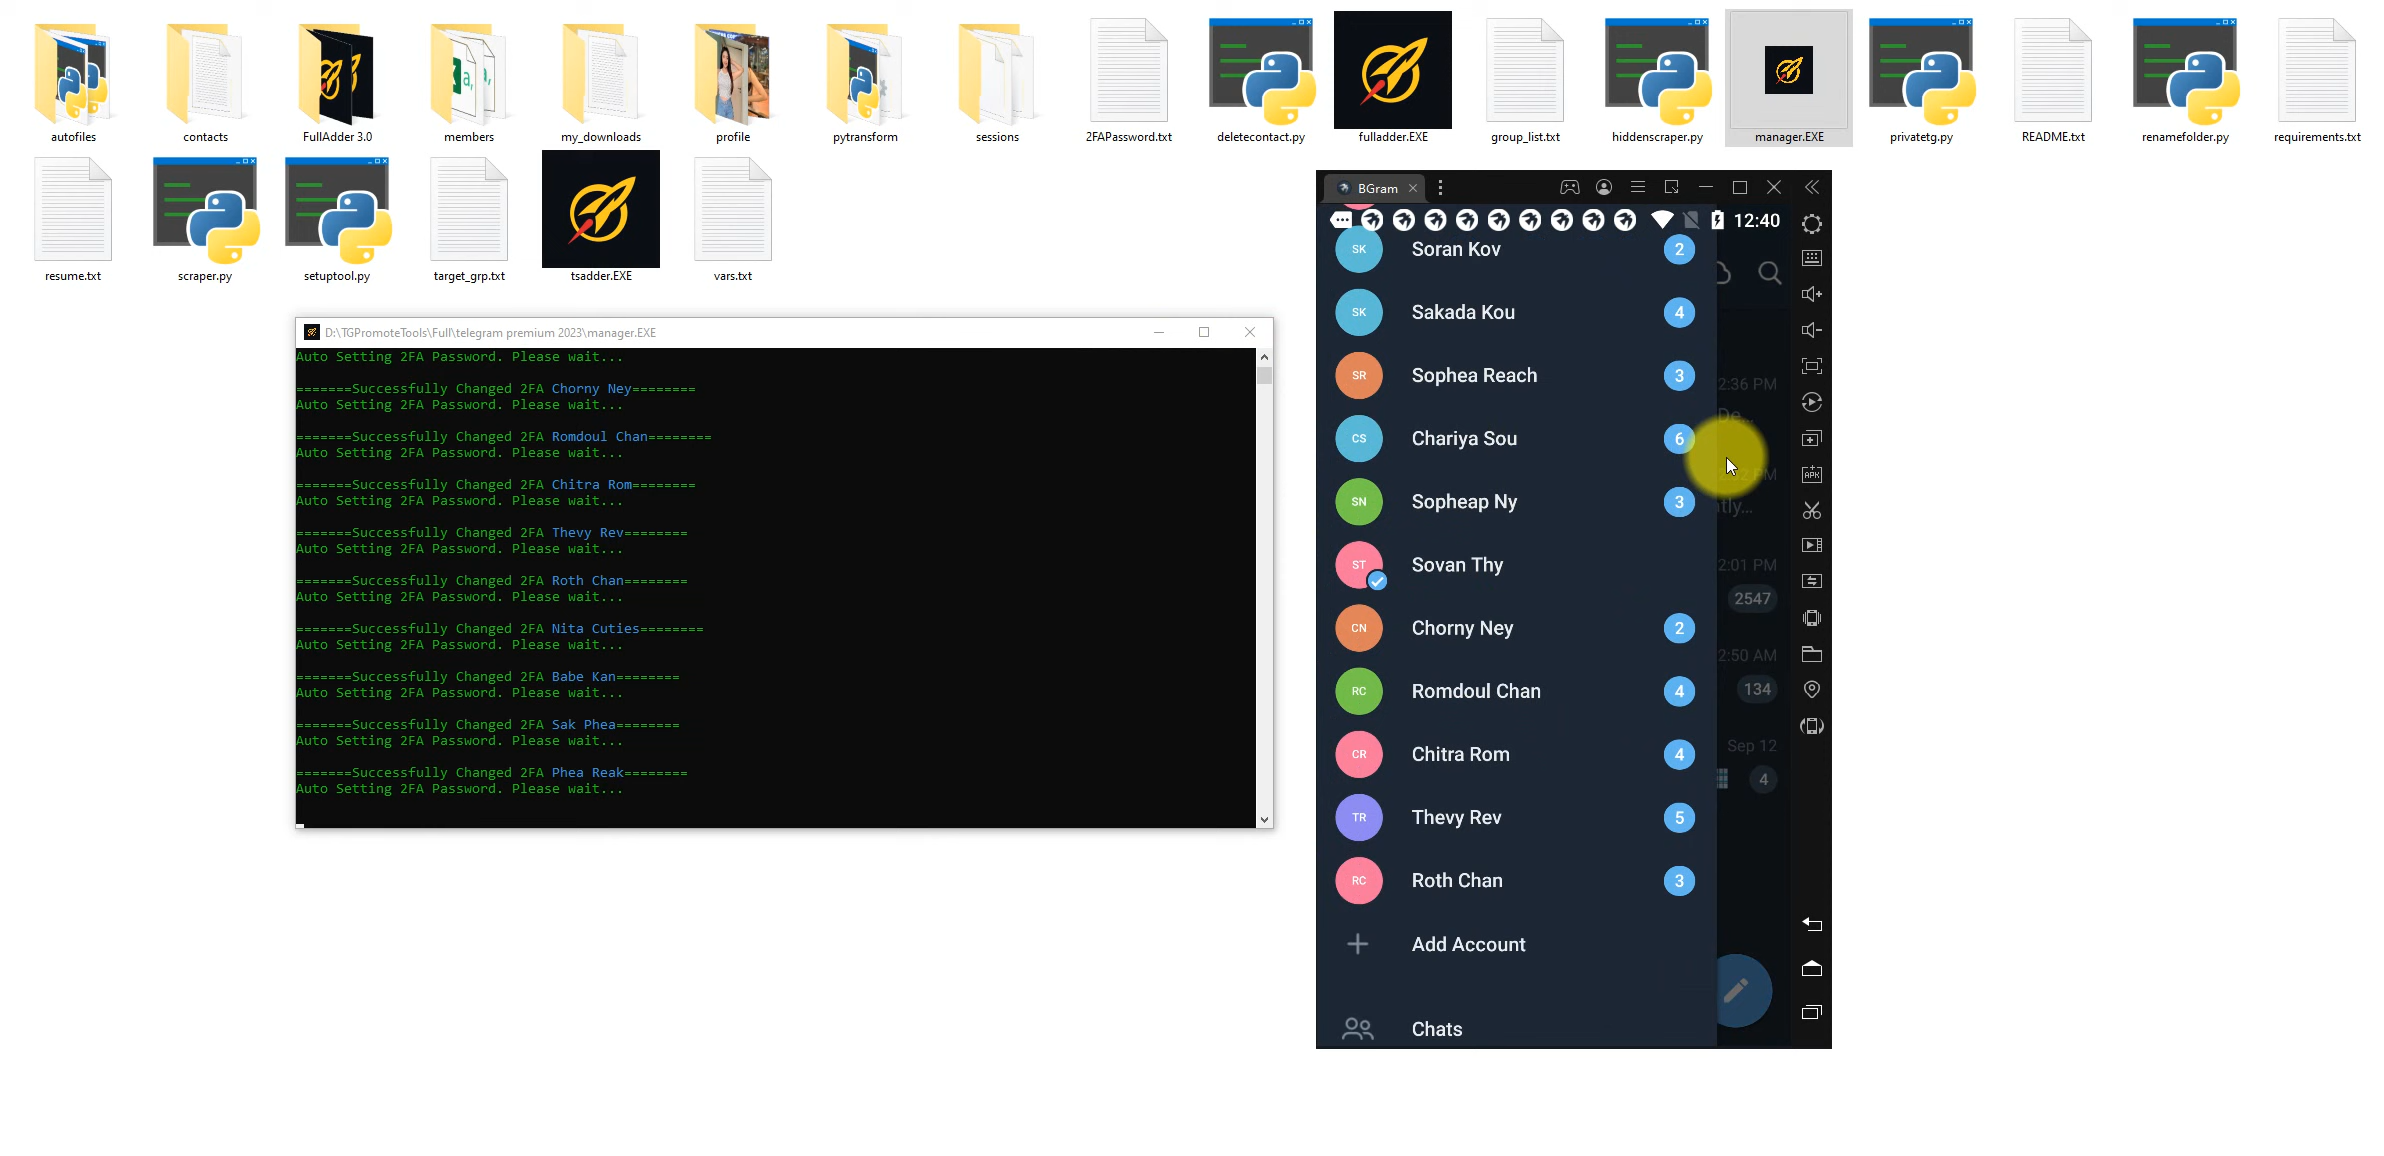 autofiles
contacts
FullAdder 3.0
members
my_downloads
profile
pytransform
sessions
2FAPassword.txt
deletecontact.py
fulladder.EXE
group_list.txt
hiddenscraper.py
manager.EXE
privatetg.py
README.txt
renamefolder.py
requirements.txt
resume.txt
scraper.py
setuptool.py
target_grp.txt
tsadder.EXE
vars.txt
D:\TGPromoteTools\Full\telegram premium 2023\manager.EXE
Auto Setting 2FA Password. Please wait...
=======Successfully Changed 2FA Chorny Ney========
Auto Setting 2FA Password. Please wait...
=======Successfully Changed 2FA Romdoul Chan========
Auto Setting 2FA Password. Please wait...
=======Successfully Changed 2FA Chitra Rom========
Auto Setting 2FA Password. Please wait...
=======Successfully Changed 2FA Thevy Rev========
Auto Setting 2FA Password. Please wait...
=======Successfully Changed 2FA Roth Chan========
Auto Setting 2FA Password. Please wait...
=======Successfully Changed 2FA Nita Cuties========
Auto Setting 2FA Password. Please wait...
=======Successfully Changed 2FA Babe Kan========
Auto Setting 2FA Password. Please wait...
=======Successfully Changed 2FA Sak Phea========
Auto Setting 2FA Password. Please wait...
=======Successfully Changed 2FA Phea Reak========
Auto Setting 2FA Password. Please wait...
BGram
12:40
SK Soran Kov 2
SK Sakada Kou 4
SR Sophea Reach 3
2:36 PM
De...
CS Chariya Sou 6
SN Sopheap Ny 3
ST Sovan Thy
2:01 PM
2547
CN Chorny Ney 2
2:50 AM
RC Romdoul Chan 4
134
CR Chitra Rom 4
Sep 12
4
TR Thevy Rev 5
RC Roth Chan 3
Add Account
Chats
APK